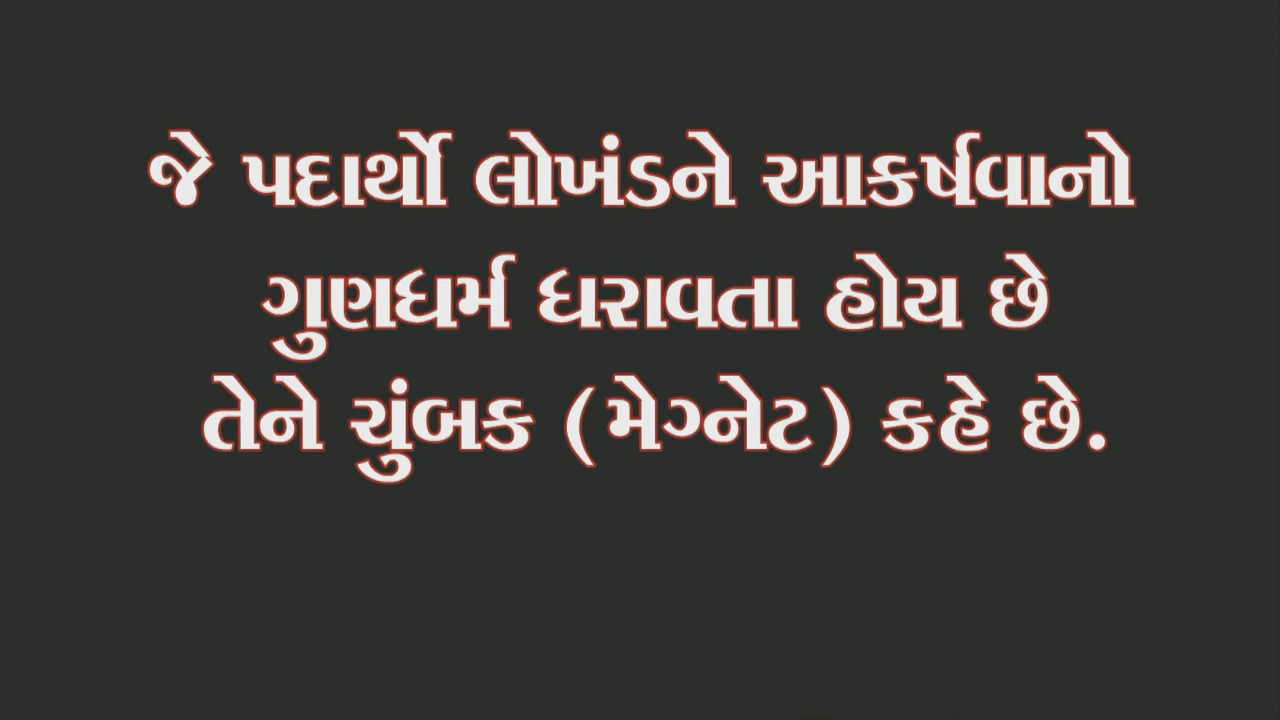 જે પદાર્થો લોખંડને આકર્ષવાનો
ગુણધર્મ ધરાવતા હોય છે
તેને ચુંબક (મેગ્નેટ) કહે છે.